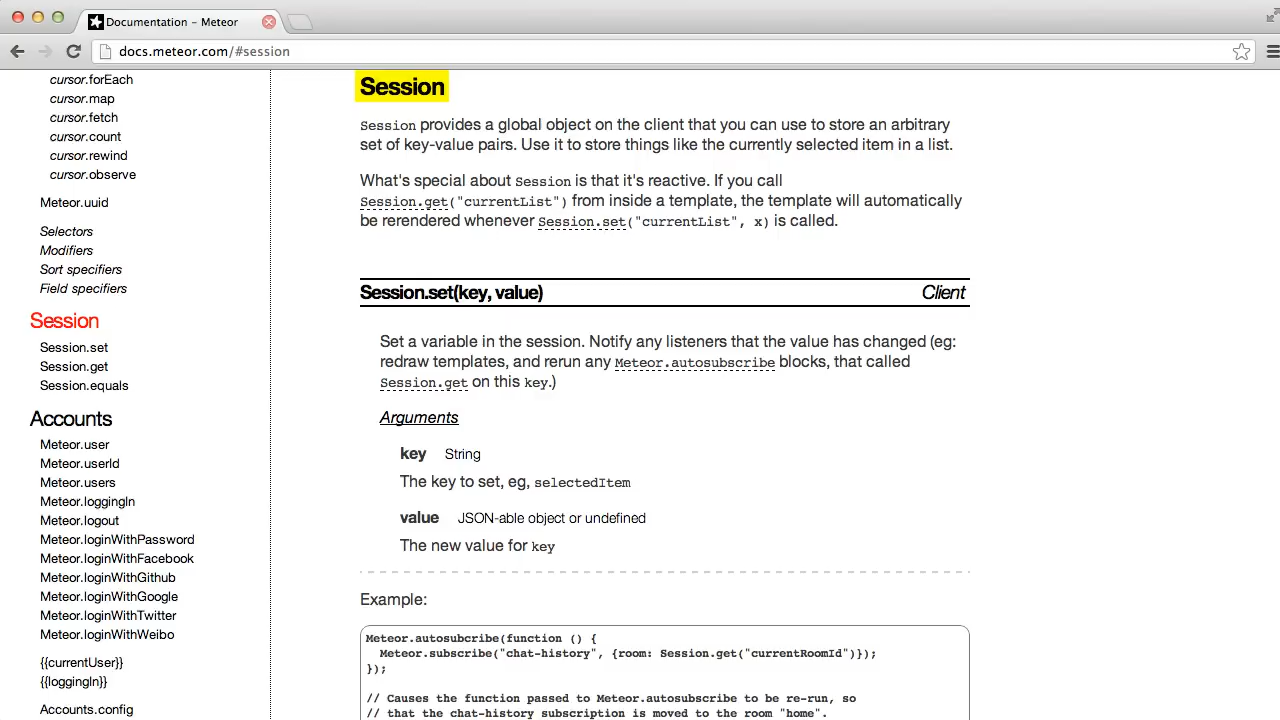 Documentation – Meteor
docs.meteor.com/#session
cursor.forEach
cursor.map
cursor.fetch
cursor.count
cursor.rewind
cursor.observe
Meteor.uuid
Selectors
Modifiers
Sort specifiers
Field specifiers
Session
Session.set
Session.get
Session.equals
Accounts
Meteor.user
Meteor.userId
Meteor.users
Meteor.loggingIn
Meteor.logout
Meteor.loginWithPassword
Meteor.loginWithFacebook
Meteor.loginWithGithub
Meteor.loginWithGoogle
Meteor.loginWithTwitter
Meteor.loginWithWeibo
{{currentUser}}
{{loggingIn}}
Accounts.config
Session
Session provides a global object on the client that you can use to store an arbitrary
set of key-value pairs. Use it to store things like the currently selected item in a list.
What's special about Session is that it's reactive. If you call
Session.get("currentList") from inside a template, the template will automatically
be rerendered whenever Session.set("currentList", x) is called.
Session.set(key, value) Client
Set a variable in the session. Notify any listeners that the value has changed (eg:
redraw templates, and rerun any Meteor.autosubscribe blocks, that called
Session.get on this key.)
Arguments
key String
The key to set, eg, selectedItem
value JSON-able object or undefined
The new value for key
Example:
Meteor.autosubcribe(function () {
Meteor.subscribe("chat-history", {room: Session.get("currentRoomId")});
});
// Causes the function passed to Meteor.autosubscribe to be re-run, so
// that the chat-history subscription is moved to the room "home".